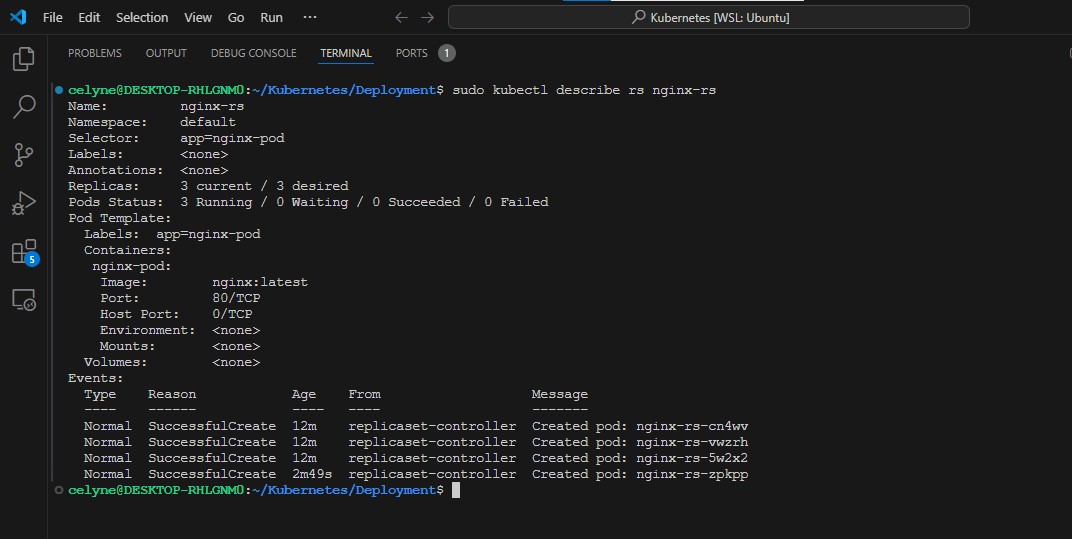 File Edit Selection View Go Run ···
Kubernetes [WSL: Ubuntu]
PROBLEMS OUTPUT DEBUG CONSOLE TERMINAL PORTS 1
celyne@DESKTOP-RHLGNM0:~/Kubernetes/Deployment$ sudo kubectl describe rs nginx-rs
Name: nginx-rs
Namespace: default
Selector: app=nginx-pod
Labels: <none>
Annotations: <none>
Replicas: 3 current / 3 desired
Pods Status: 3 Running / 0 Waiting / 0 Succeeded / 0 Failed
Pod Template:
Labels: app=nginx-pod
Containers:
nginx-pod:
Image: nginx:latest
Port: 80/TCP
Host Port: 0/TCP
Environment: <none>
Mounts: <none>
Volumes: <none>
Events:
Type Reason Age From Message
---- ------ ---- ---- -------
Normal SuccessfulCreate 12m replicaset-controller Created pod: nginx-rs-cn4wv
Normal SuccessfulCreate 12m replicaset-controller Created pod: nginx-rs-vwzrh
Normal SuccessfulCreate 12m replicaset-controller Created pod: nginx-rs-5w2x2
Normal SuccessfulCreate 2m49s replicaset-controller Created pod: nginx-rs-zpkpp
celyne@DESKTOP-RHLGNM0:~/Kubernetes/Deployment$
5